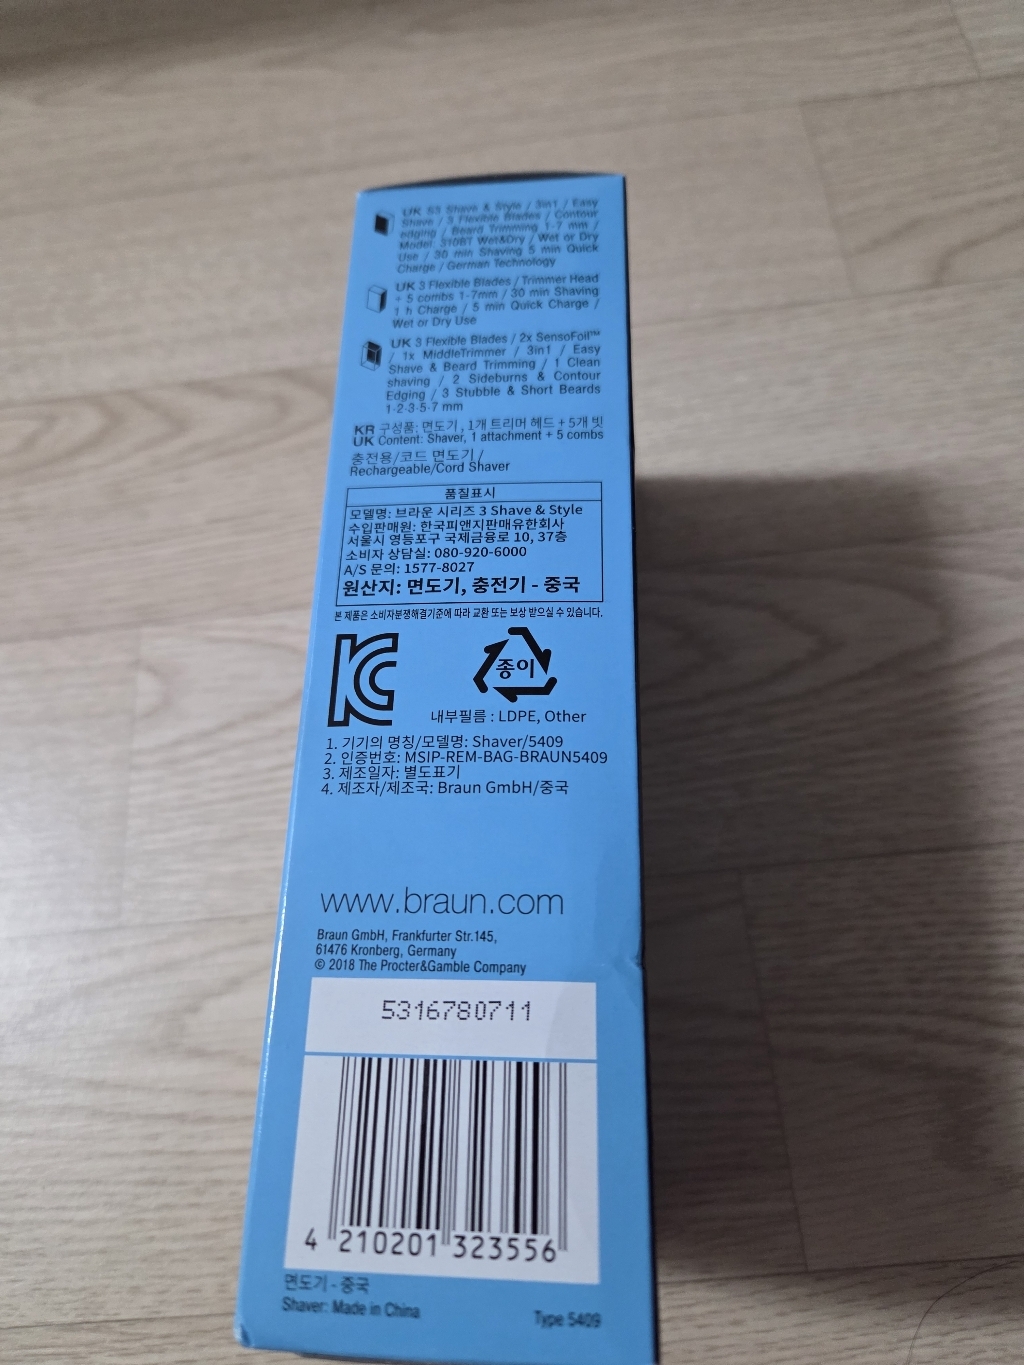 UK S3 Shave & Style / 3in1 / Easy
Shave / 3 Flexible Blades / Contour
edging / Beard Trimming 1-7 mm /
Model: 310BT Wet&Dry / Wet or Dry
Use / 30 min Shaving 5 min Quick
Charge / German Technology
UK 3 Flexible Blades / Trimmer Head
+ 5 combs 1-7mm / 30 min Shaving
1 h Charge / 5 min Quick Charge /
Wet or Dry Use
UK 3 Flexible Blades / 2x SensoFoil™
/ 1x MiddleTrimmer / 3in1 / Easy
Shave & Beard Trimming / 1 Clean
shaving / 2 Sideburns & Contour
Edging / 3 Stubble & Short Beards
1-2-3-5-7 mm
KR 구성품: 면도기 , 1개 트리머 헤드 + 5개 빗
UK Content: Shaver, 1 attachment + 5 combs
충전용/코드 면도기 /
Rechargeable/Cord Shaver
품질표시
모델명: 브라운 시리즈 3 Shave & Style
수입판매원: 한국피앤지판매유한회사
서울시 영등포구 국제금융로 10, 37층
소비자 상담실: 080-920-6000
A/S 문의: 1577-8027
원산지: 면도기, 충전기 - 중국
본 제품은 소비자분쟁해결기준에 따라 교환 또는 보상 받으실 수 있습니다.
종이
내부필름 : LDPE, Other
1. 기기의 명칭/모델명: Shaver/5409
2. 인증번호: MSIP-REM-BAG-BRAUN5409
3. 제조일자: 별도표기
4. 제조자/제조국: Braun GmbH/중국
www.braun.com
Braun GmbH, Frankfurter Str.145,
61476 Kronberg, Germany
© 2018 The Procter&Gamble Company
5316780711
4 210201 323556
면도기 - 중국
Shaver: Made in China Type 5409